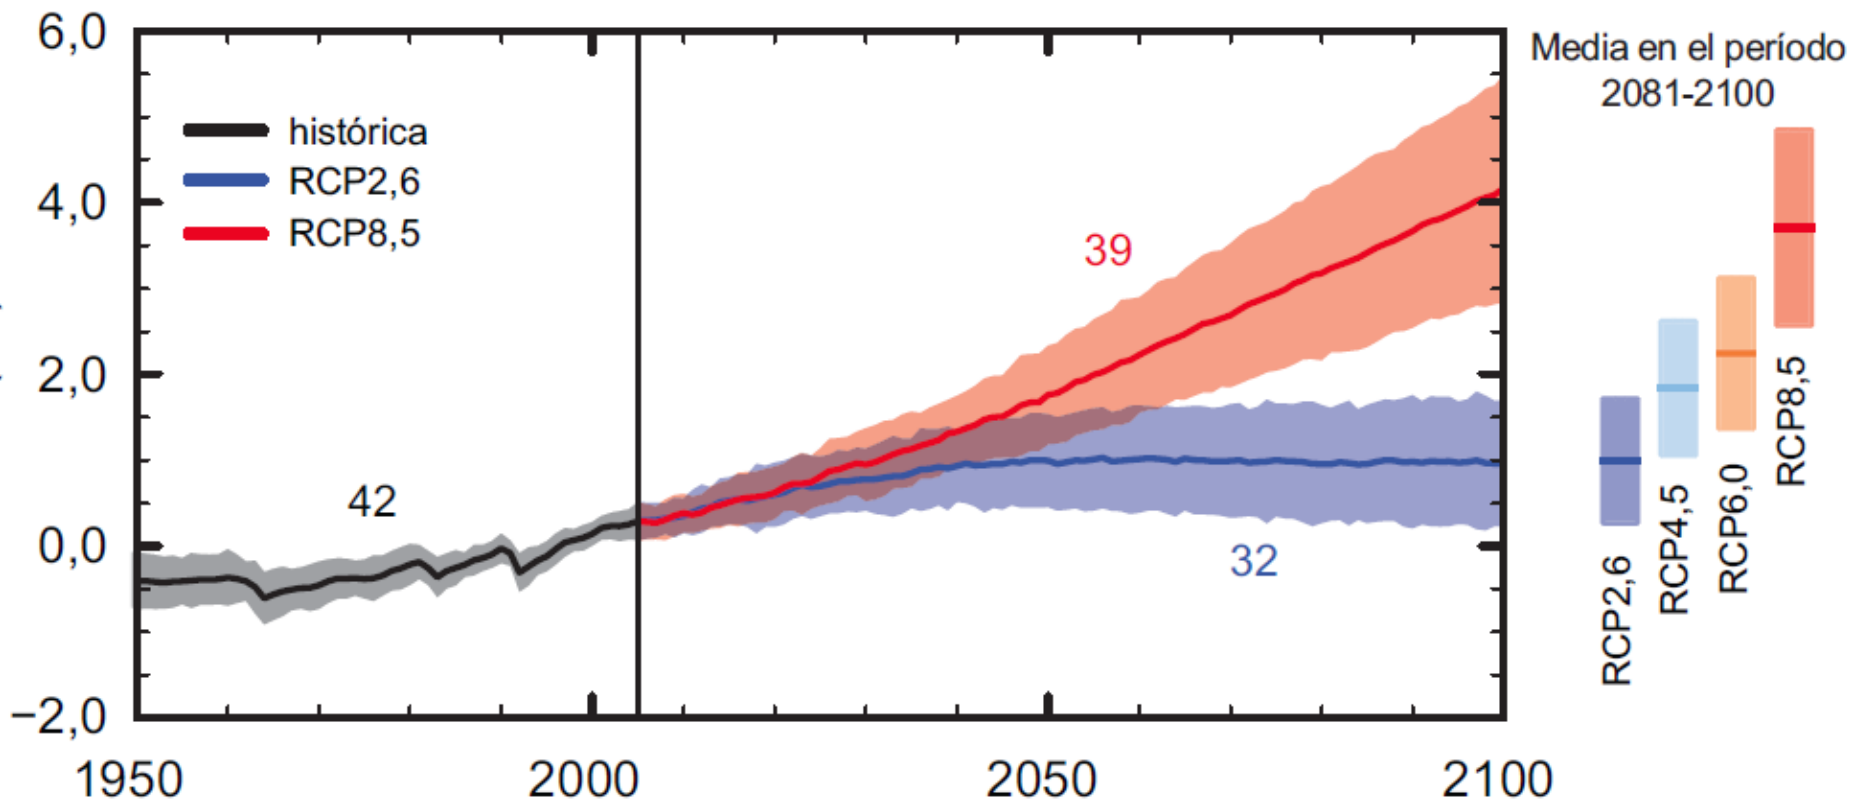 6,0
4,0
2,0
0,0
−2,0
1950
2000
2050
2100
histórica
RCP2,6
RCP8,5
42
39
32
Media en el período
2081-2100
RCP2,6
RCP4,5
RCP6,0
RCP8,5